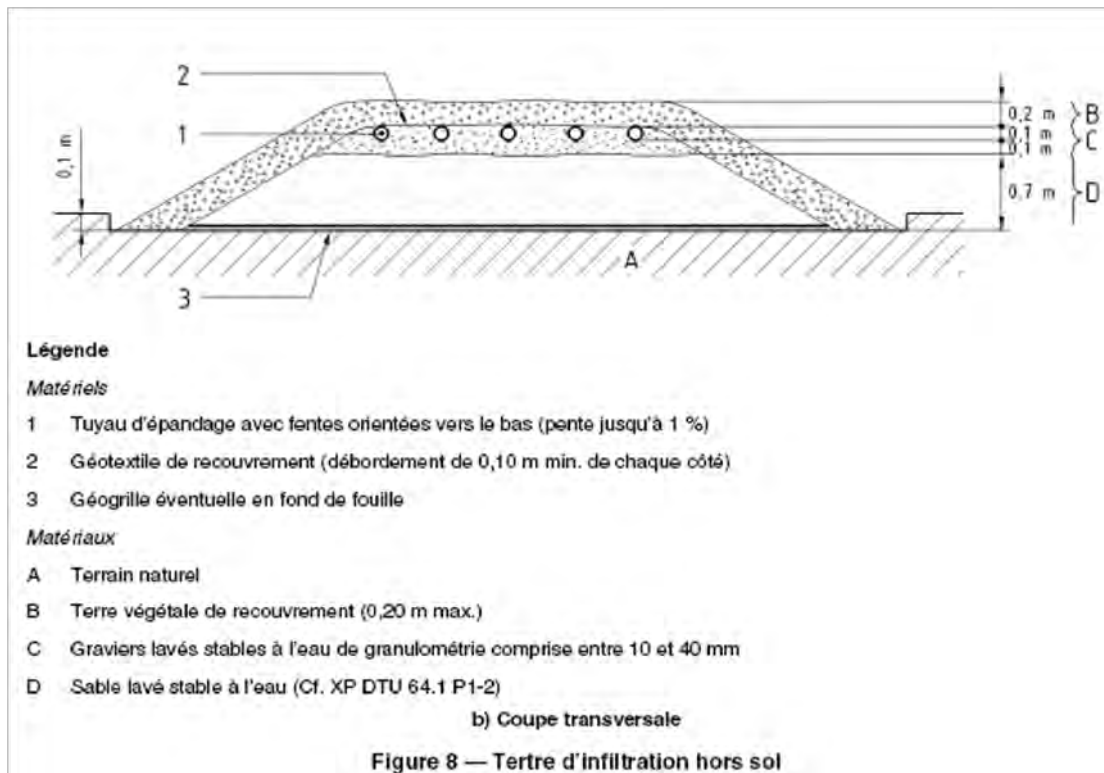 2
1
0,1 m
0,2 m
B
0,1 m
C
0,1 m
0,7 m
D
A
3
Légende
Matériels
1 Tuyau d'épandage avec fentes orientées vers le bas (pente jusqu'à 1 %)
2 Géotextile de recouvrement (débordement de 0,10 m min. de chaque côté)
3 Géogrille éventuelle en fond de fouille
Matériaux
A Terrain naturel
B Terre végétale de recouvrement (0,20 m max.)
C Graviers lavés stables à l'eau de granulométrie comprise entre 10 et 40 mm
D Sable lavé stable à l'eau (Cf. XP DTU 64.1 P1-2)
b) Coupe transversale
Figure 8 — Tertre d'infiltration hors sol